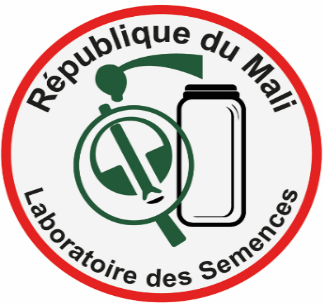 République du Mali
Laboratoire des Semences